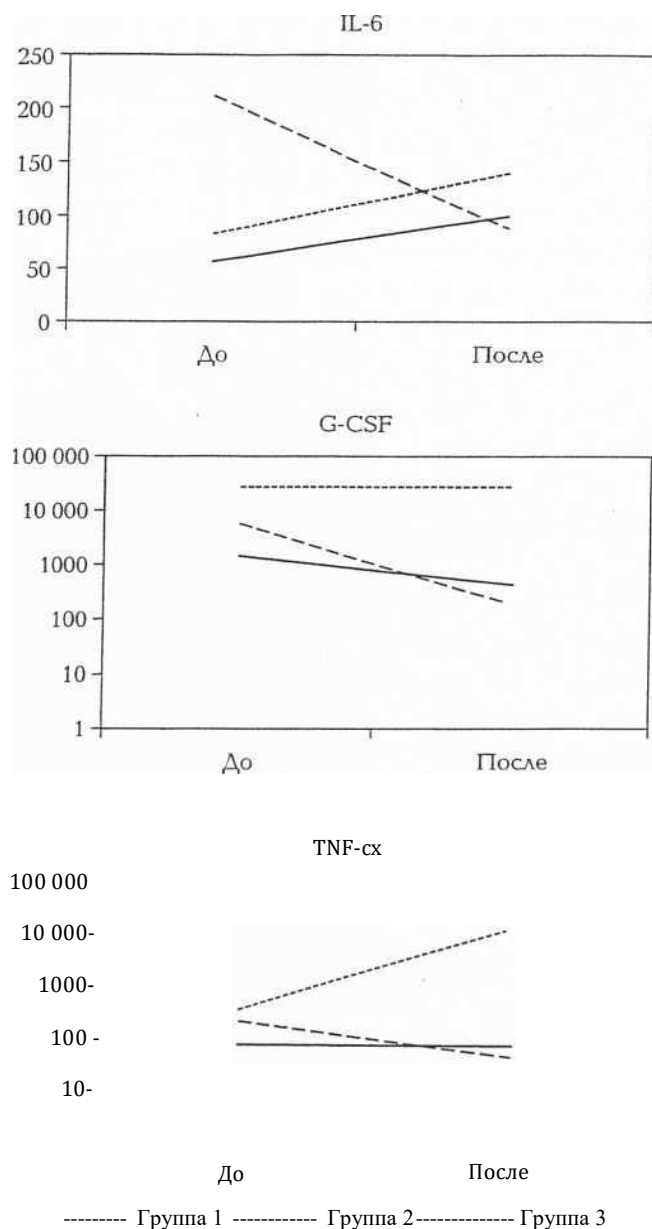 IL-6
250
200
150
100
50
0
До После
G-CSF
100 000
10 000
1000
100
10
1
До После
TNF-cx
100 000
10 000-
1000-
100 -
10-
До После
--------- Группа 1 ------------- Группа 2--------------- Группа 3